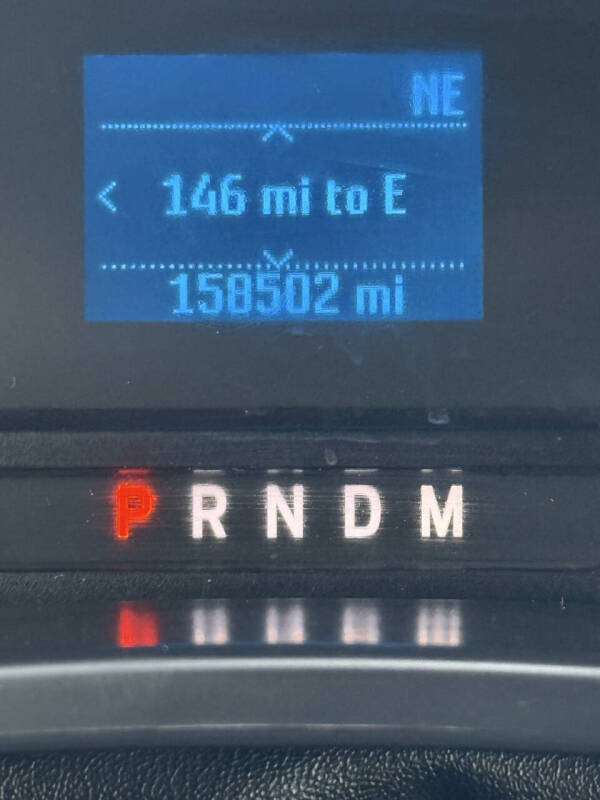 NE
146 mi to E
158502 mi
P R N D M